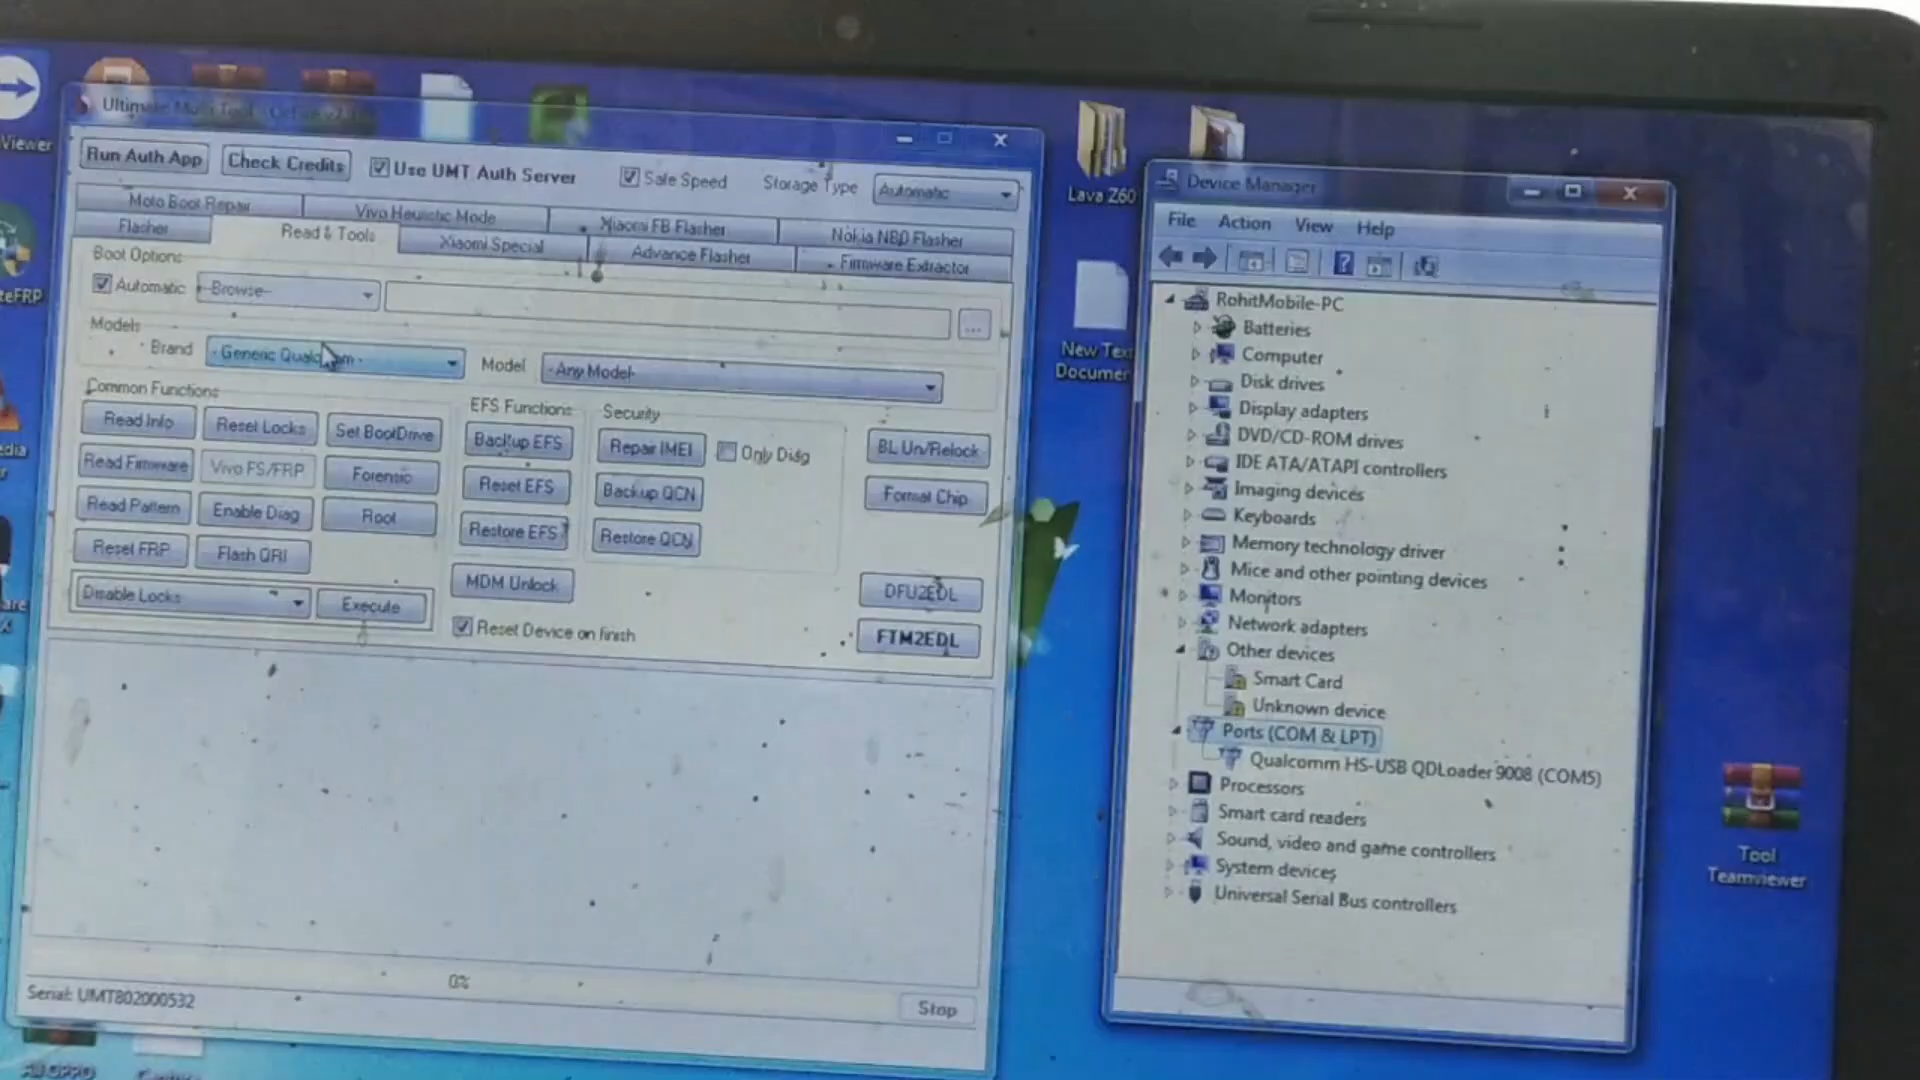 Viewer
Ultimate Multi Tool
Run Auth App
Check Credits
Use UMT Auth Server
Safe Speed
Storage Type
Automatic
Moto Boot Repair
Vivo Heuristic Mode
Xiaomi FB Flasher
Nokia NB0 Flasher
Flasher
Read & Tools
Xiaomi Special
Advance Flasher
Firmware Extractor
Boot Options
Automatic
--Browse--
...
Models
Brand
Model
-Any Model-
Common Functions
Read Info
Reset Locks
Set BootDrive
Read Firmware
Vivo FS/FRP
Forensic
Read Pattern
Enable Diag
Root
Reset FRP
Flash QRI
Disable Locks
Execute
EFS Functions
Backup EFS
Reset EFS
Restore EFS
MDM Unlock
Reset Device on finish
Security
Repair IMEI
Only Diag
Backup QCN
Restore QCN
BL Un/Relock
Format Chip
DFU2EDL
FTM2EDL
0%
Serial: UMT802000532
Stop
All OPPO
Lava Z60
New Text
Document
Device Manager
File
Action
View
Help
RohitMobile-PC
Batteries
Computer
Disk drives
Display adapters
DVD/CD-ROM drives
IDE ATA/ATAPI controllers
Imaging devices
Keyboards
Memory technology driver
Mice and other pointing devices
Monitors
Network adapters
Other devices
Smart Card
Unknown device
Ports (COM & LPT)
Qualcomm HS-USB QDLoader 9008 (COM5)
Processors
Smart card readers
Sound, video and game controllers
System devices
Universal Serial Bus controllers
Tool
Teamviewer